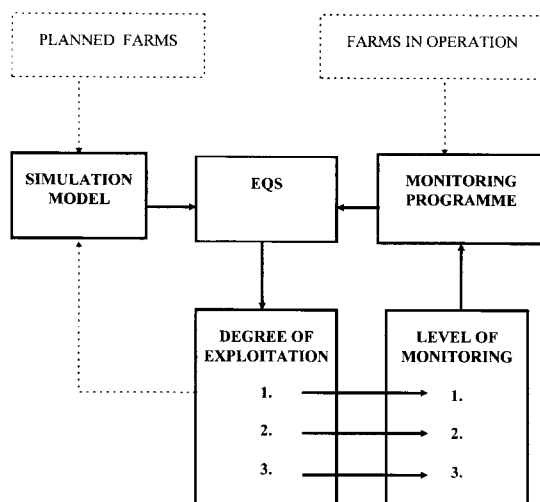 PLANNED FARMS
FARMS IN OPERATION
SIMULATION
MODEL
EQS
MONITORING
PROGRAMME
DEGREE OF
EXPLOITATION
1.
2.
3.
LEVEL OF
MONITORING
1.
2.
3.